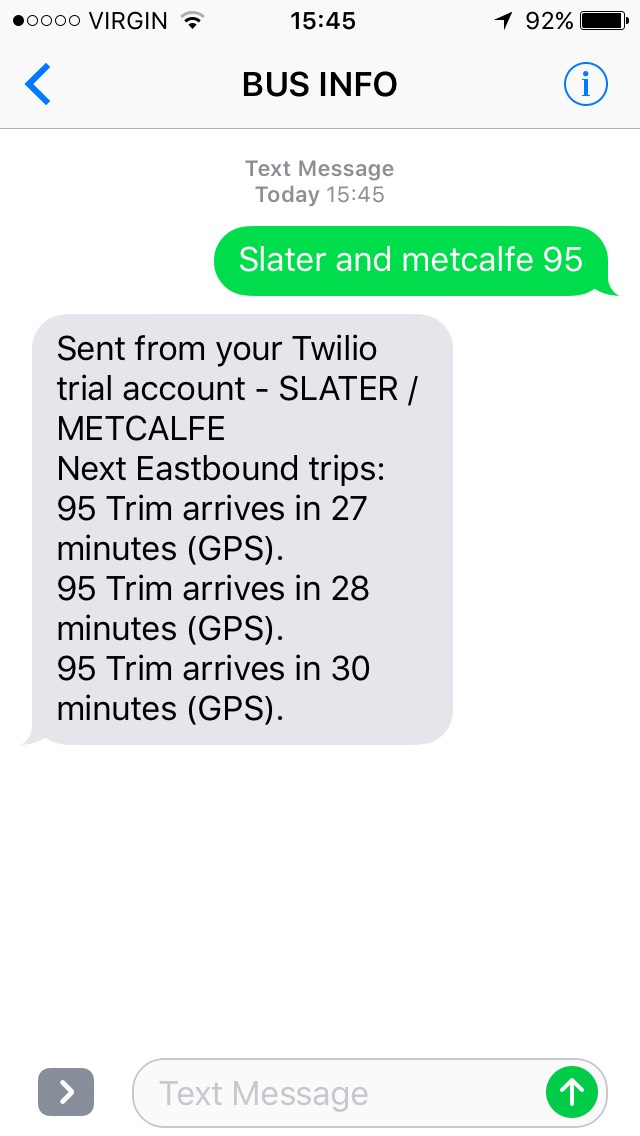 VIRGIN 15:45 92%
BUS INFO
Text Message
Today 15:45
Slater and metcalfe 95
Sent from your Twilio
trial account - SLATER /
METCALFE
Next Eastbound trips:
95 Trim arrives in 27
minutes (GPS).
95 Trim arrives in 28
minutes (GPS).
95 Trim arrives in 30
minutes (GPS).
Text Message